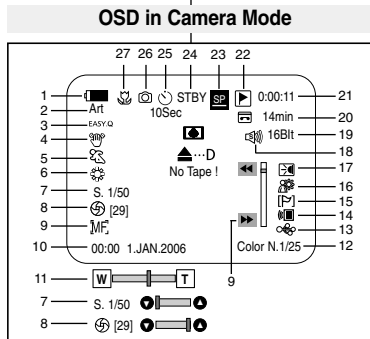 OSD in Camera Mode
27 26 25 24 23 22
1 STBY SP 0:00:11 21
2 Art 10Sec 14min 20
3 EASY.Q 16BIt 19
4 18
5 ...D
6 No Tape ! 17
7 S. 1/50 16
8 [29] 15
9 MF 14
10 00:00 1.JAN.2006 13
9 Color N.1/25 12
11 W T
7 S. 1/50
8 [29]